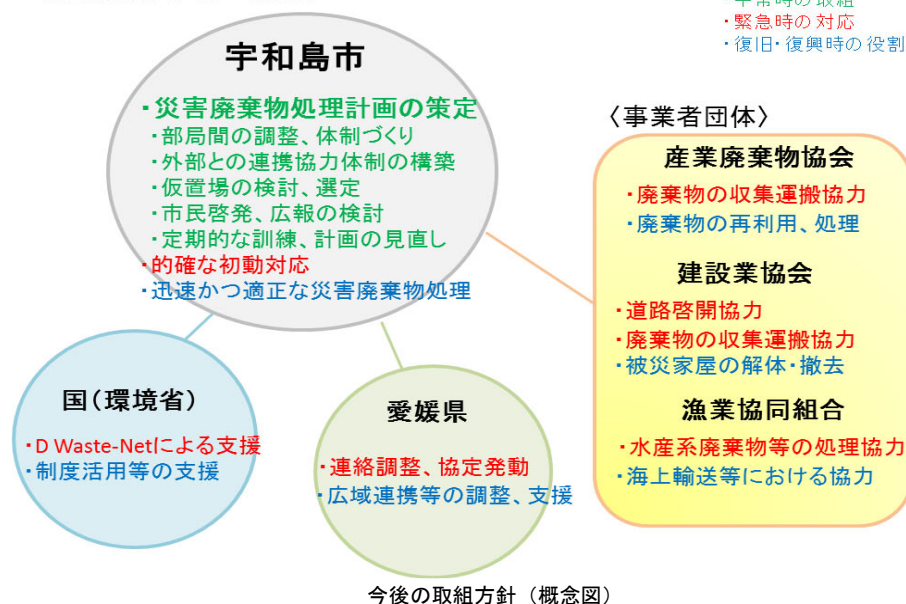 ・緊急時の対応
・復旧・復興時の役割
宇和島市
・災害廃棄物処理計画の策定
・部局間の調整、体制づくり
・外部との連携協力体制の構築
・仮置場の検討、選定
・市民啓発、広報の検討
・定期的な訓練、計画の見直し
・的確な初動対応
・迅速かつ適正な災害廃棄物処理
〈事業者団体〉
産業廃棄物協会
・廃棄物の収集運搬協力
・廃棄物の再利用、処理
建設業協会
・道路啓開協力
・廃棄物の収集運搬協力
・被災家屋の解体・撤去
漁業協同組合
・水産系廃棄物等の処理協力
・海上輸送等における協力
国(環境省)
・D Waste-Netによる支援
・制度活用等の支援
愛媛県
・連絡調整、協定発動
・広域連携等の調整、支援
今後の取組方針（概念図）